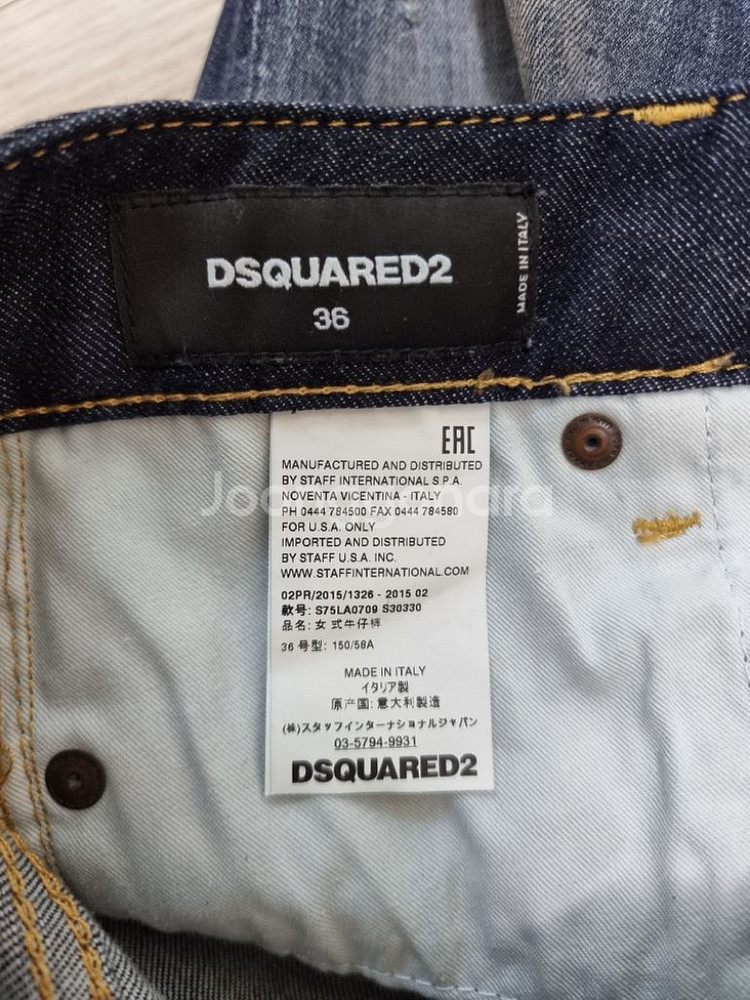 DSQUARED2
36
MADE IN ITALY
EAC
MANUFACTURED AND DISTRIBUTED
BY STAFF INTERNATIONAL S.P.A.
NOVENTA VICENTINA - ITALY
PH 0444 784500 FAX 0444 784580
FOR U.S.A. ONLY
IMPORTED AND DISTRIBUTED
BY STAFF U.S.A. INC.
WWW.STAFFINTERNATIONAL.COM
02PR/2015/1326 - 2015 02
款号: S75LA0709 S30330
品名: 女 式牛仔裤
36 号型: 150/58A
MADE IN ITALY
イタリア製
原产国: 意大利製造
(株)スタッフインターナショナルジャパン
03-5794-9931
DSQUARED2